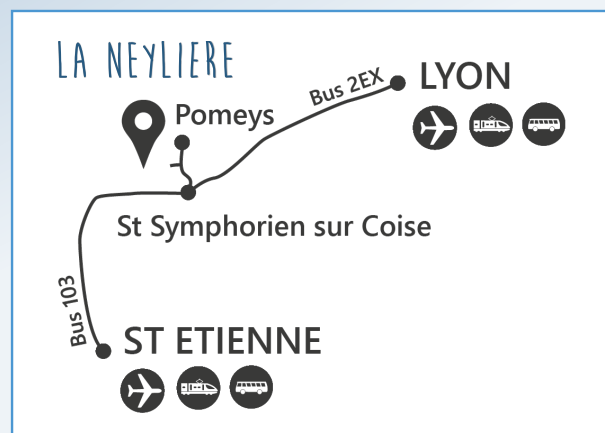 LA NEYLIERE
Bus 2EX
LYON
Pomeys
St Symphorien sur Coise
Bus 103
ST ETIENNE